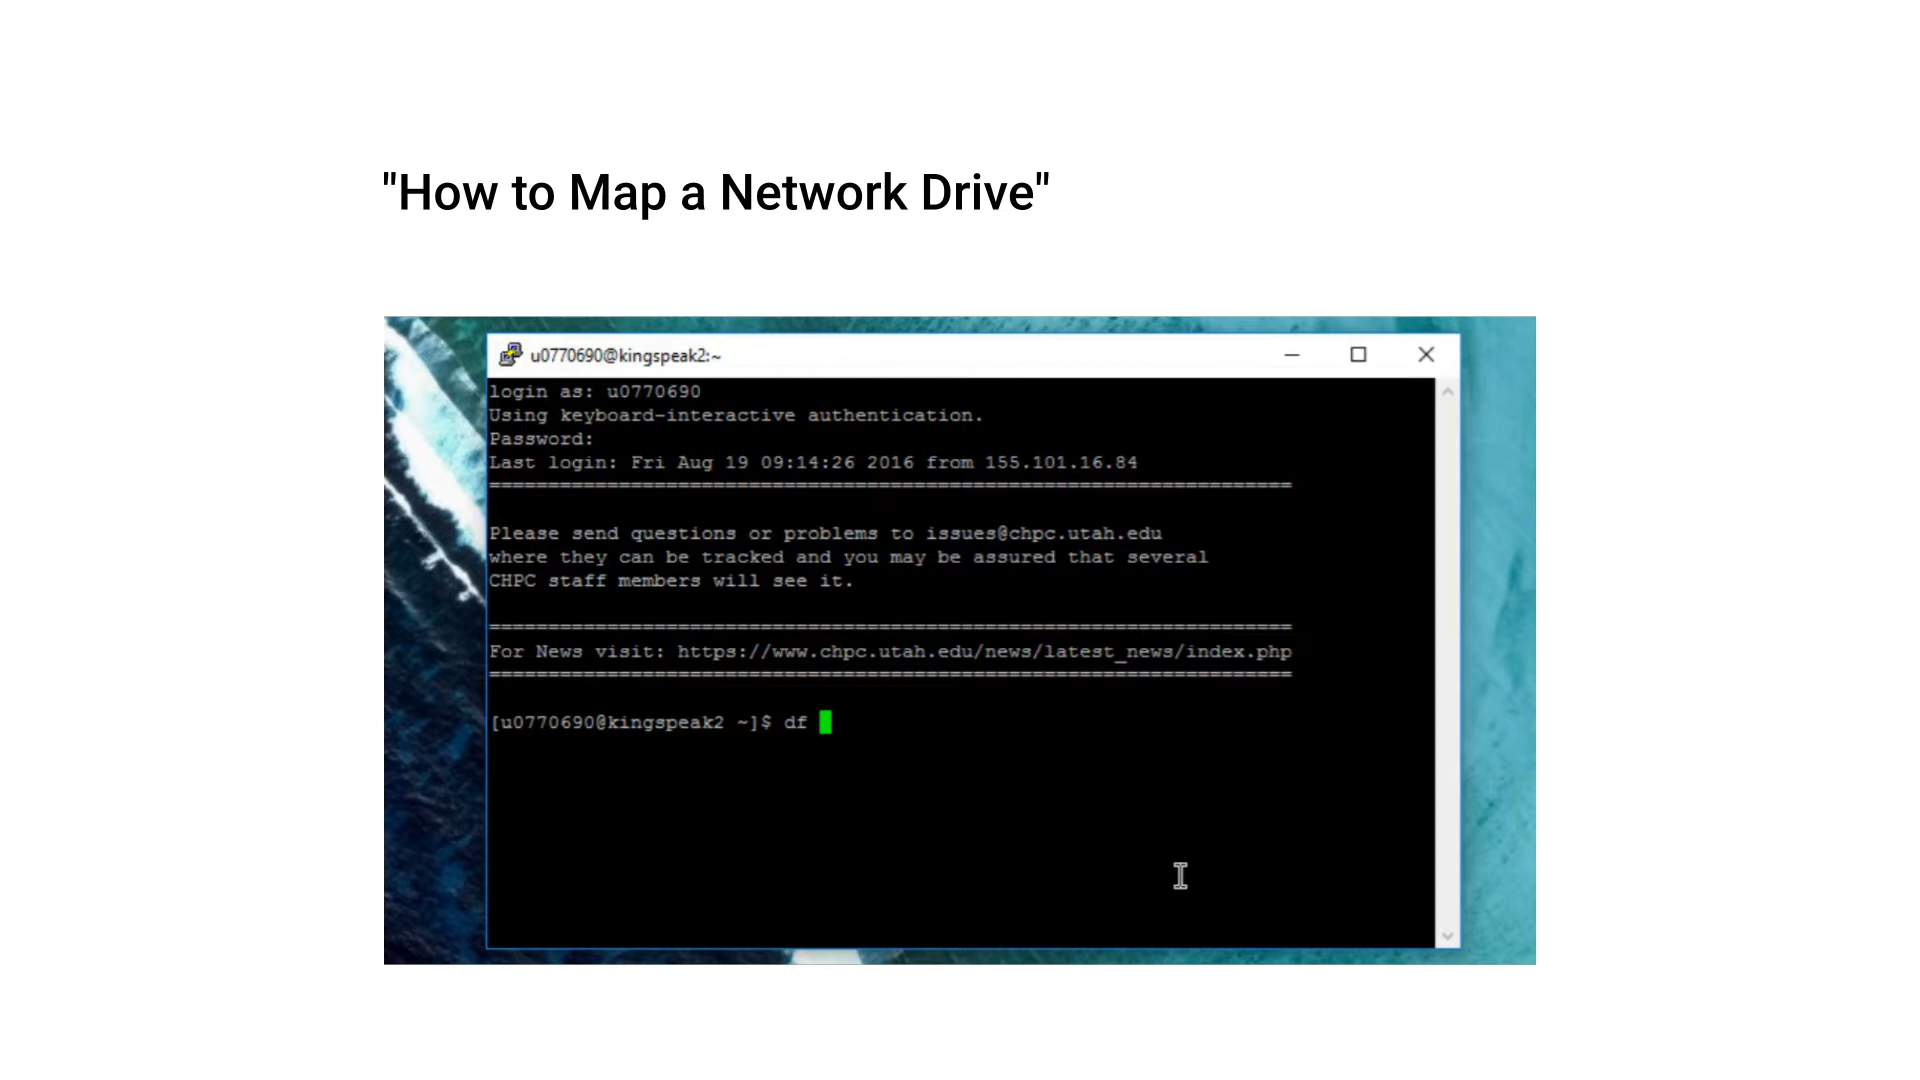 "How to Map a Network Drive"
u0770690@kingspeak2:~
login as: u0770690
Using keyboard-interactive authentication.
Password:
Last login: Fri Aug 19 09:14:26 2016 from 155.101.16.84
====================================================================
Please send questions or problems to issues@chpc.utah.edu
where they can be tracked and you may be assured that several
CHPC staff members will see it.
====================================================================
For News visit: https://www.chpc.utah.edu/news/latest_news/index.php
====================================================================
[u0770690@kingspeak2 ~]$ df